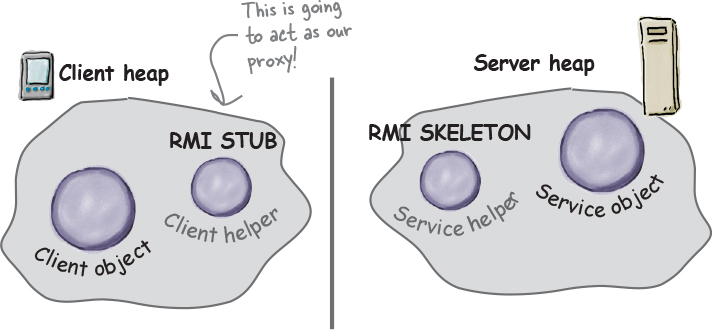 This is going
to act as our
proxy!
Client heap
Server heap
RMI STUB
RMI SKELETON
Client object
Client helper
Service helper
Service object